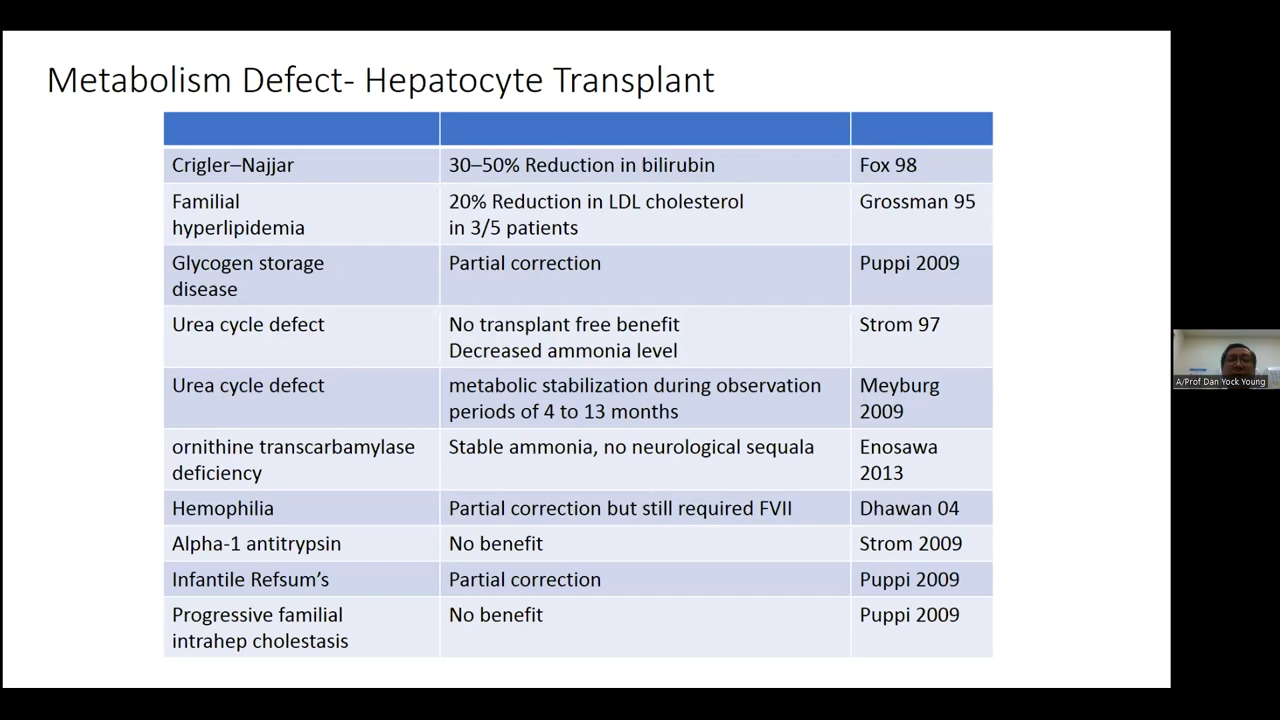 Metabolism Defect- Hepatocyte Transplant
Crigler–Najjar
30–50% Reduction in bilirubin
Fox 98
Familial
hyperlipidemia
20% Reduction in LDL cholesterol
in 3/5 patients
Grossman 95
Glycogen storage
disease
Partial correction
Puppi 2009
Urea cycle defect
No transplant free benefit
Decreased ammonia level
Strom 97
Urea cycle defect
metabolic stabilization during observation
periods of 4 to 13 months
Meyburg
2009
ornithine transcarbamylase
deficiency
Stable ammonia, no neurological sequala
Enosawa
2013
Hemophilia
Partial correction but still required FVII
Dhawan 04
Alpha-1 antitrypsin
No benefit
Strom 2009
Infantile Refsum’s
Partial correction
Puppi 2009
Progressive familial
intrahep cholestasis
No benefit
Puppi 2009
A/Prof Dan Yock Young